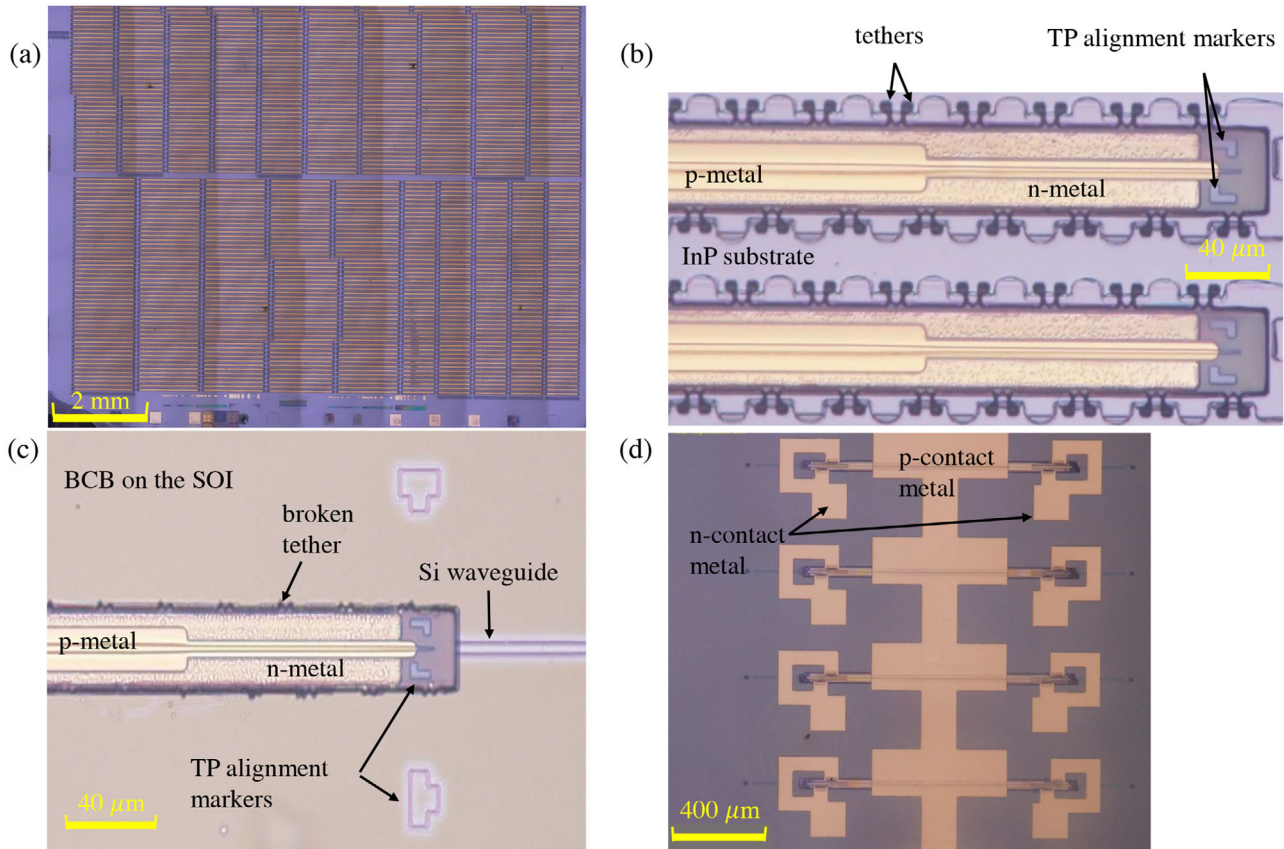 (a)
2 mm
(b)
tethers
TP alignment markers
p-metal
n-metal
InP substrate
40 μm
(c)
BCB on the SOI
broken
tether
Si waveguide
p-metal
n-metal
TP alignment
markers
40 μm
(d)
p-contact
metal
n-contact
metal
400 μm